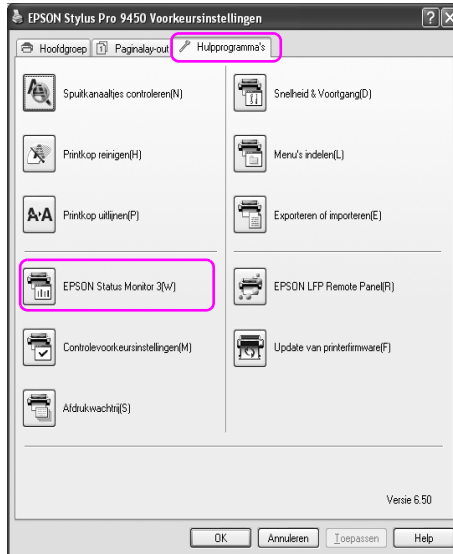 EPSON Stylus Pro 9450 Voorkeursinstellingen
Hoofdgroep
Paginalay-out
Hulpprogramma's
Spuitkanaaltjes controleren(N)
Snelheid & Voortgang(D)
Printkop reinigen(H)
Menu's indelen(L)
Printkop uitlijnen(P)
Exporteren of importeren(E)
EPSON Status Monitor 3(W)
EPSON LFP Remote Panel(R)
Controlevoorkeursinstellingen(M)
Update van printerfirmware(F)
Afdrukwachtrij(S)
Versie 6.50
OK
Annuleren
Toepassen
Help